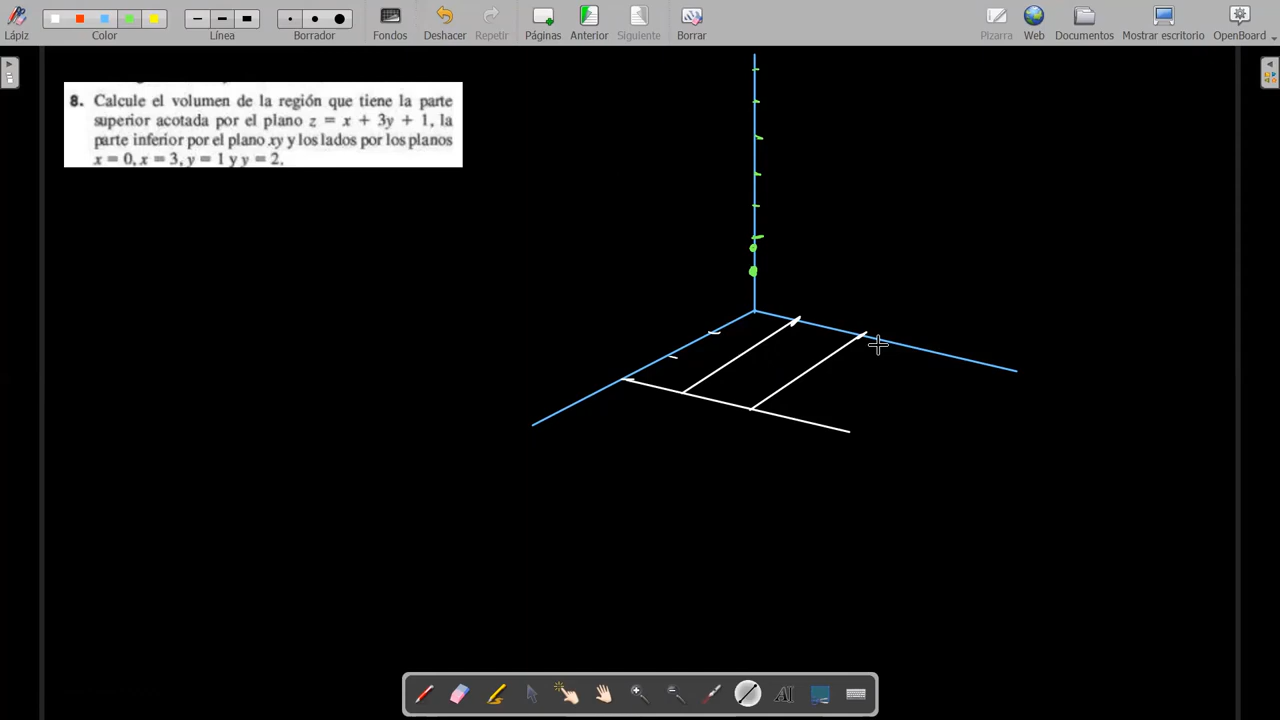 Lápiz
Color
Línea
Borrador
Fondos
Deshacer
Repetir
Páginas
Anterior
Siguiente
Borrar
Pizarra
Web
Documentos
Mostrar escritorio
OpenBoard
8. Calcule el volumen de la región que tiene la parte
superior acotada por el plano z = x + 3y + 1, la
parte inferior por el plano xy y los lados por los planos
x = 0, x = 3, y = 1 y y = 2.
AI